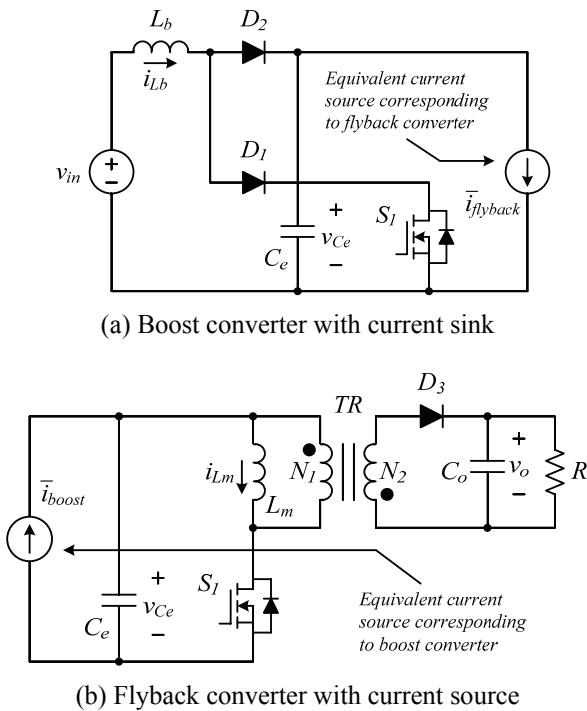 L_b
D_2
i_Lb
Equivalent current
source corresponding
to flyback converter
D_1
v_in
+
−
+
v_Ce
−
C_e
S_1
i̅_flyback
(a) Boost converter with current sink
TR
D_3
i_Lm
N_1
N_2
C_o
+
v_o
−
R
i̅_boost
L_m
+
v_Ce
−
C_e
S_1
Equivalent current
source corresponding
to boost converter
(b) Flyback converter with current source